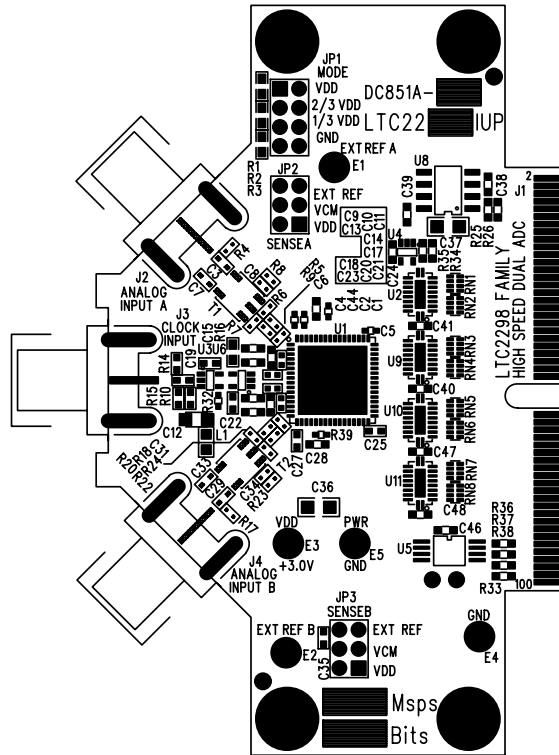 JP1
MODE
VDD
2/3 VDD
1/3 VDD
GND
R1
R2
R3
DC851A-
LTC22
IUP
EXT REF A
E1
JP2
EXT REF
VCM
VDD
SENSEA
U8
C39
C38
J1
2
C37
R25
R26
C9
C13
C10
C11
C14
C17
C18
C23
C20
C21
U4
C24
R35
R34
R4
C3
C8
R8
R5
R9
C6
C7
T1
R6
R7
J2
ANALOG
INPUT A
C4
C44
C2
C1
U1
C5
U2
RN1
RN2
C41
LTC2298 FAMILY
HIGH SPEED DUAL ADC
J3
CLOCK
INPUT
R14
C19
C15
R16
U3
U6
U9
RN3
RN4
C40
R15
R10
R32
C12
C22
L1
U10
RN5
RN6
R39
C28
C27
C25
C47
R18
C31
R20
R24
R22
C33
C29
C34
R23
T2
R17
U11
RN7
RN8
C48
C36
VDD
PWR
E3
+3.0V
E5
GND
C46
U5
R36
R37
R38
R33
100
J4
ANALOG
INPUT B
JP3
SENSEB
EXT REF B
E2
C35
EXT REF
VCM
VDD
GND
E4
Msps
Bits